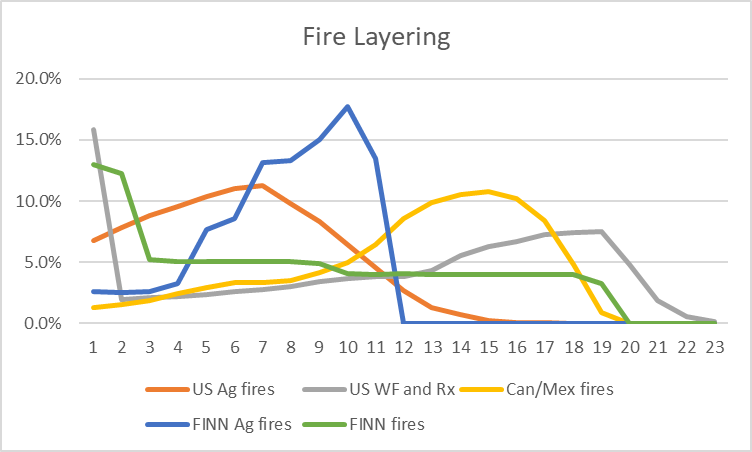 Fire Layering
20.0%
15.0%
10.0%
5.0%
0.0%
1 2 3 4 5 6 7 8 9 10 11 12 13 14 15 16 17 18 19 20 21 22 23
US Ag fires US WF and Rx Can/Mex fires
FINN Ag fires FINN fires